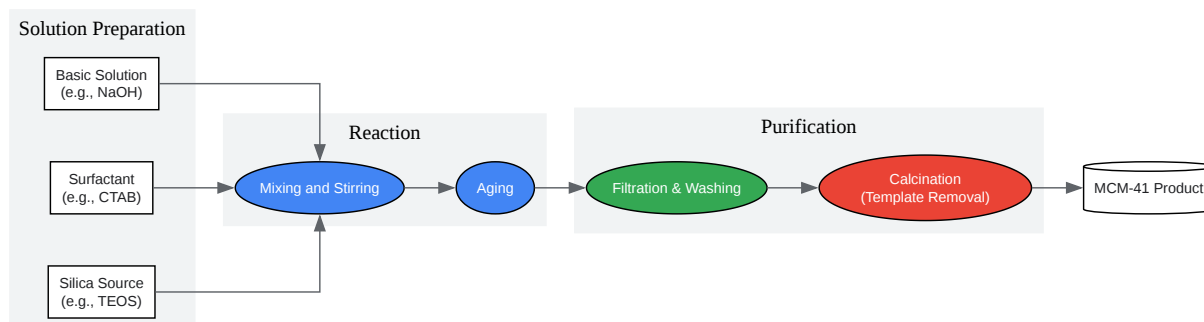 Solution Preparation
Basic Solution
(e.g., NaOH)
Surfactant
(e.g., CTAB)
Silica Source
(e.g., TEOS)
Reaction
Mixing and Stirring
Aging
Purification
Filtration & Washing
Calcination
(Template Removal)
MCM-41 Product